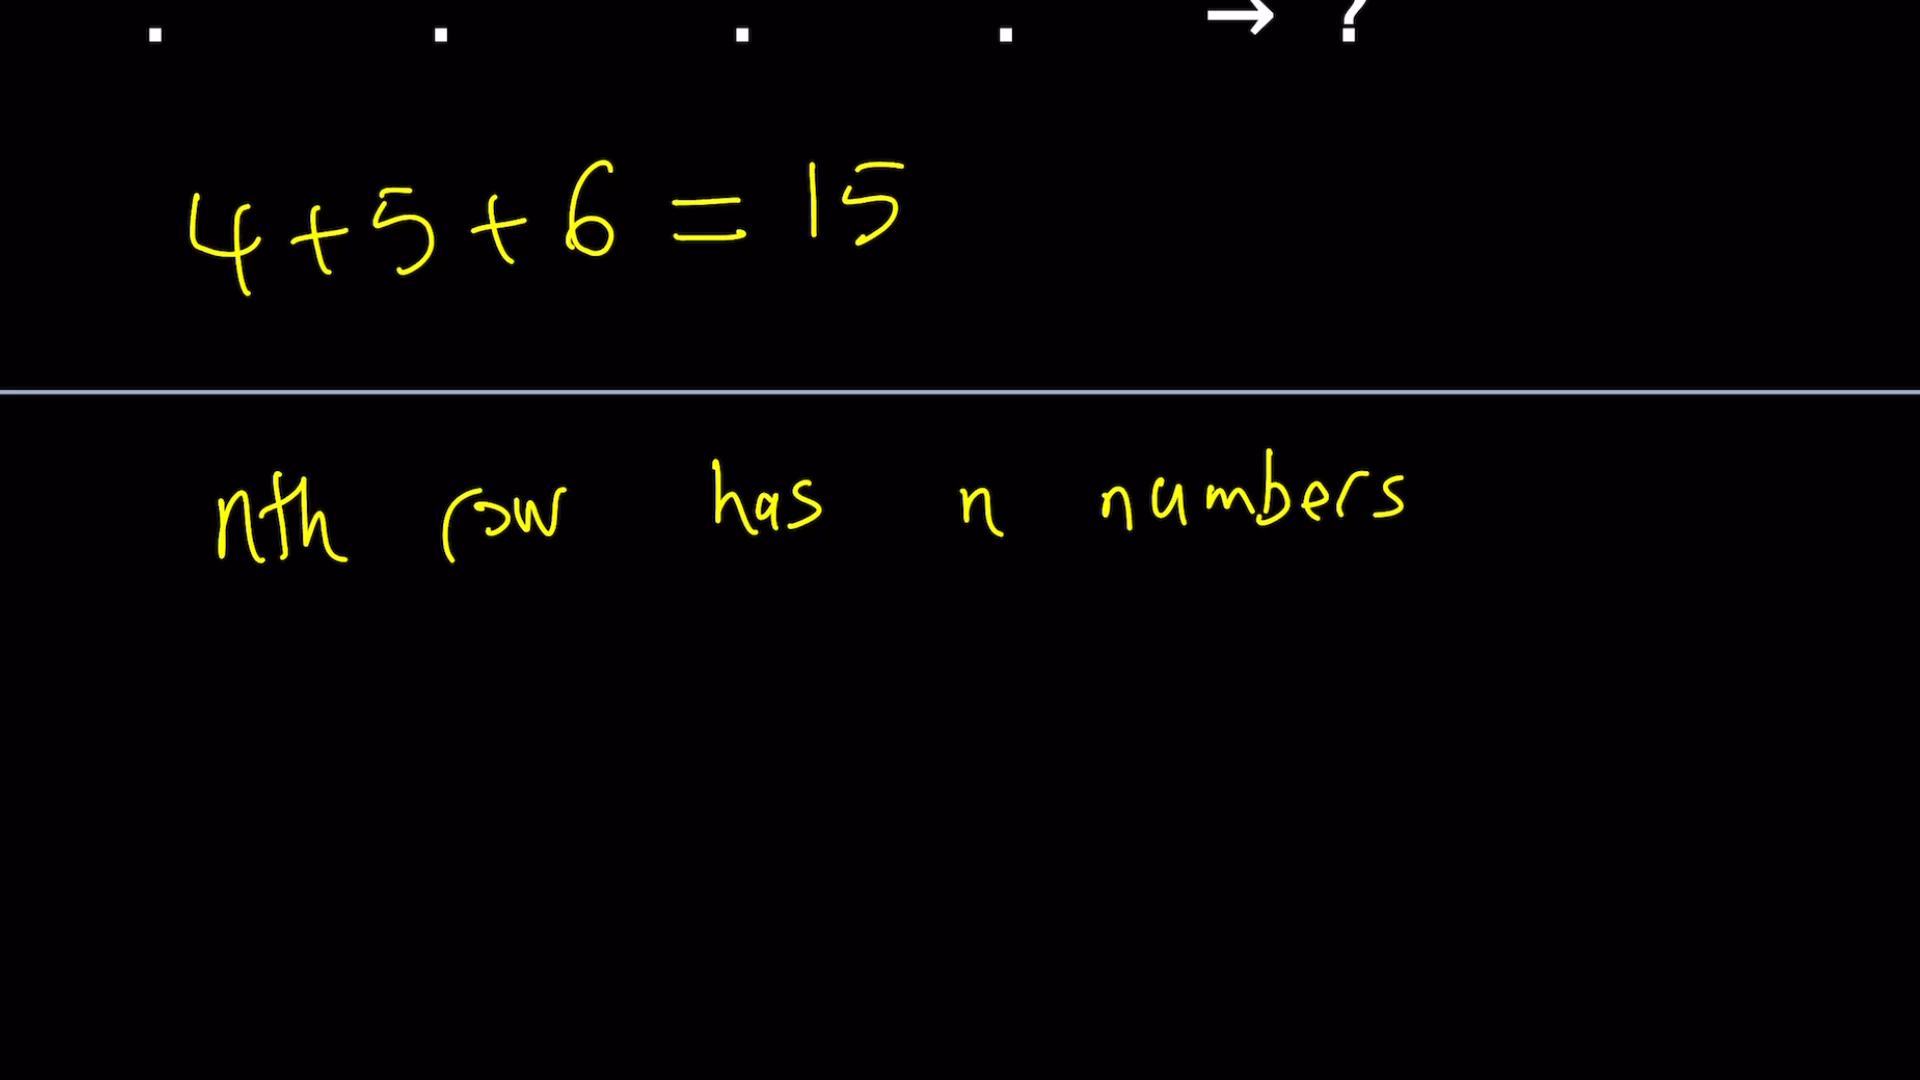 . . . . → ?
4+5+6=15
nth row has n numbers